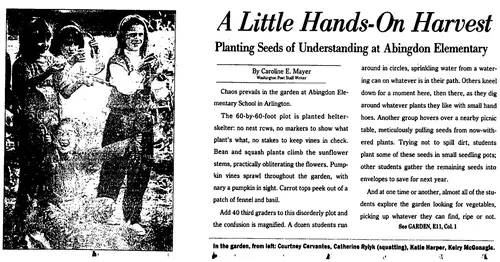 A Little Hands-On Harvest
Planting Seeds of Understanding at Abingdon Elementary
By Caroline E. Mayer
Washington Post Staff Writer
Chaos prevails in the garden at Abingdon Ele-
mentary School in Arlington.
The 60-by-60-foot plot is planted helter-
skelter: no neat rows, no markers to show what
plant's what, no stakes to keep vines in check.
Bean and squash plants climb the sunflower
stems, practically obliterating the flowers. Pump-
kin vines sprawl throughout the garden, with
nary a pumpkin in sight. Carrot tops peek out of a
patch of fennel and basil.
Add 40 third graders to this disorderly plot and
the confusion is magnified. A dozen students run
around in circles, sprinkling water from a water-
ing can on whatever is in their path. Others kneel
down for a moment here, then there, as they dig
around whatever plants they like with small hand
hoes. Another group hovers over a nearby picnic
table, meticulously pulling seeds from now-with-
ered plants. Trying not to spill dirt, students
plant some of these seeds in small seedling pots;
other students gather the remaining seeds into
envelopes to save for next year.
And at one time or another, almost all of the stu-
dents explore the garden looking for vegetables,
picking up whatever they can find, ripe or not.
See GARDEN, E11, Col. 1
In the garden, from left: Courtney Cervantes, Catherine Rylyk (squatting), Katie Harper, Keiry McGonagle.